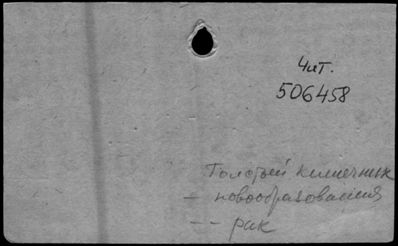 Чит.
506458
Толстый кишечник
- новообразования
- - рак